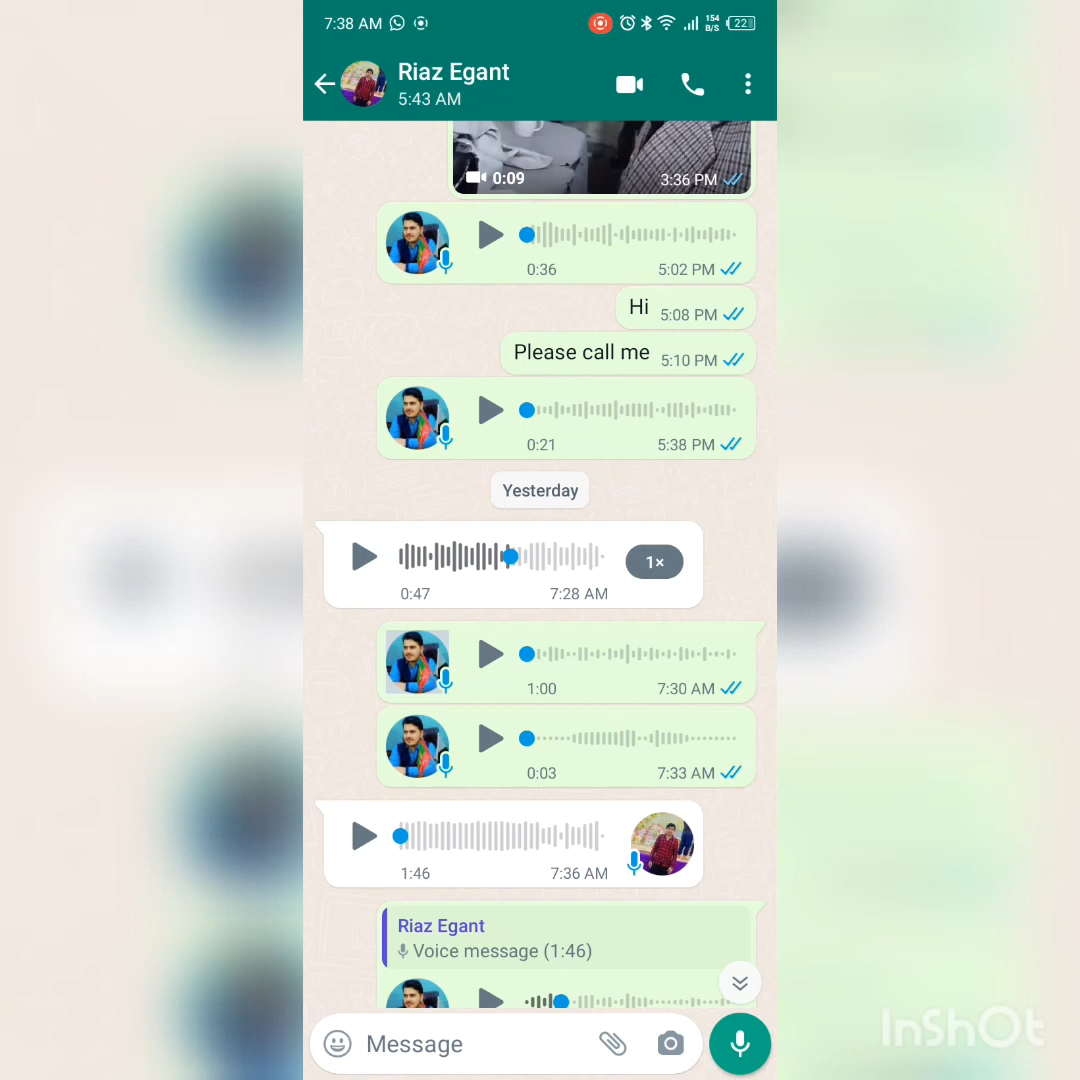 7:38 AM 154 B/S 22
Riaz Egant
5:43 AM
0:09 3:36 PM
0:36 5:02 PM
Hi 5:08 PM
Please call me 5:10 PM
0:21 5:38 PM
Yesterday
1×
0:47 7:28 AM
1:00 7:30 AM
0:03 7:33 AM
1:46 7:36 AM
Riaz Egant
Voice message (1:46)
Message
InShOt